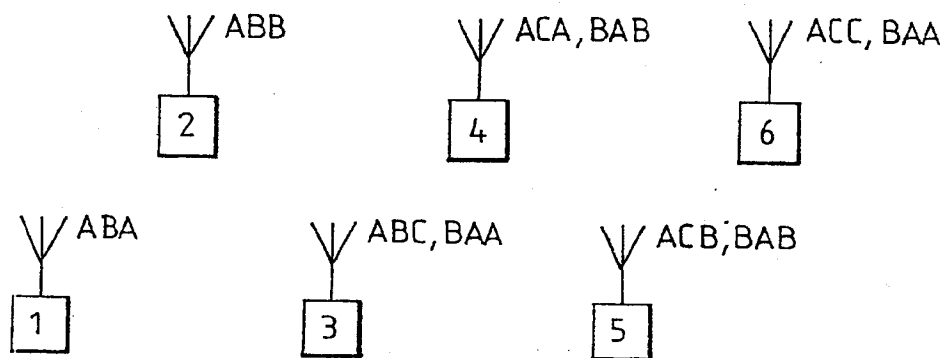 ABB
ACA, BAB
ACC, BAA
2
4
6
ABA
ABC, BAA
ACB, BAB
1
3
5